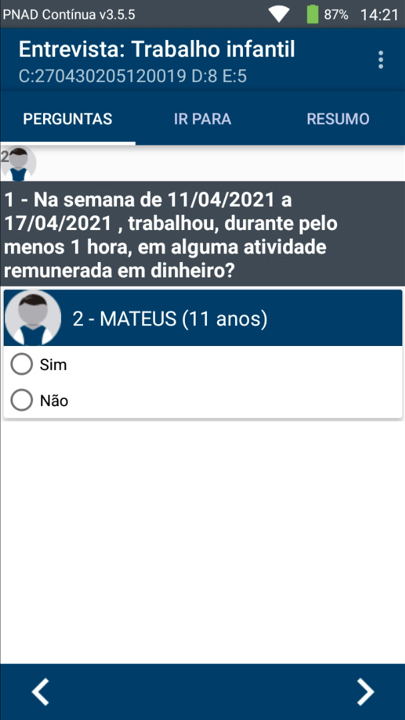 PNAD Contínua v3.5.5 87% 14:21
Entrevista: Trabalho infantil
C:270430205120019 D:8 E:5
PERGUNTAS IR PARA RESUMO
2
1 - Na semana de 11/04/2021 a
17/04/2021 , trabalhou, durante pelo
menos 1 hora, em alguma atividade
remunerada em dinheiro?
2 - MATEUS (11 anos)
Sim
Não